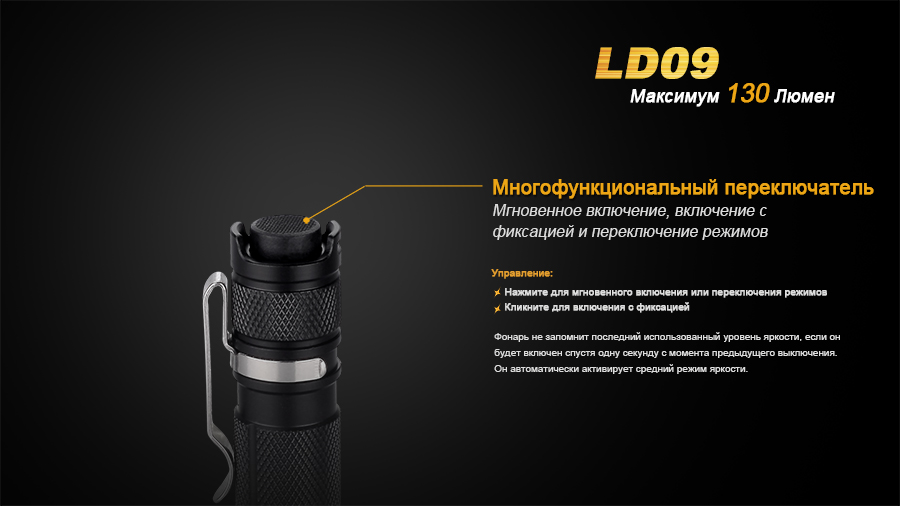 LD09
Максимум 130 Люмен
Многофункциональный переключатель
Мгновенное включение, включение с
фиксацией и переключение режимов
Управление:
Нажмите для мгновенного включения или переключения режимов
Кликните для включения с фиксацией
Фонарь не запомнит последний использованный уровень яркости, если он
будет включен спустя одну секунду с момента предыдущего выключения.
Он автоматически активирует средний режим яркости.